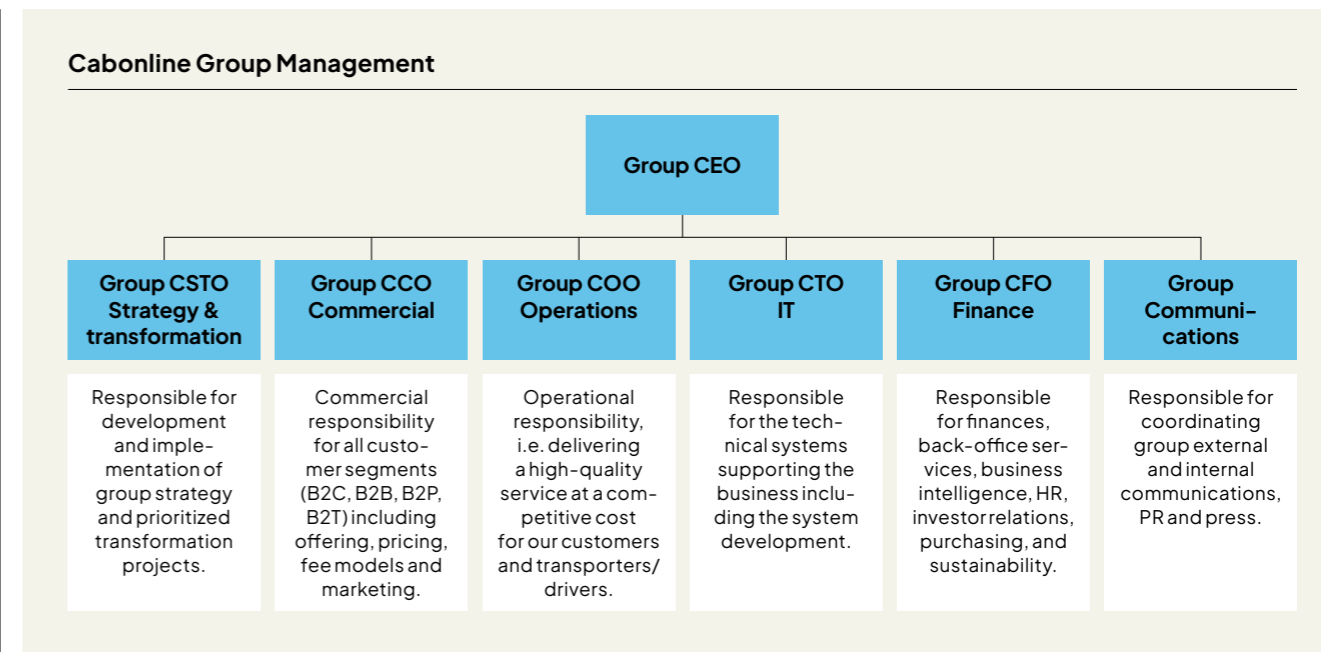 Cabonline Group Management
Group CEO
Group CSTO
Strategy &
transformation
Group CCO
Commercial
Group COO
Operations
Group CTO
IT
Group CFO
Finance
Group
Communi-
cations
Responsible for
development
and imple-
mentation of
group strategy
and prioritized
transformation
projects.
Commercial
responsibility
for all custo-
mer segments
(B2C, B2B, B2P,
B2T) including
offering, pricing,
fee models and
marketing.
Operational
responsibility,
i.e. delivering
a high-quality
service at a com-
petitive cost
for our customers
and transporters/
drivers.
Responsible
for the tech-
nical systems
supporting the
business inclu-
ding the system
development.
Responsible
for finances,
back-office ser-
vices, business
intelligence, HR,
investor relations,
purchasing, and
sustainability.
Responsible for
coordinating
group external
and internal
communications,
PR and press.